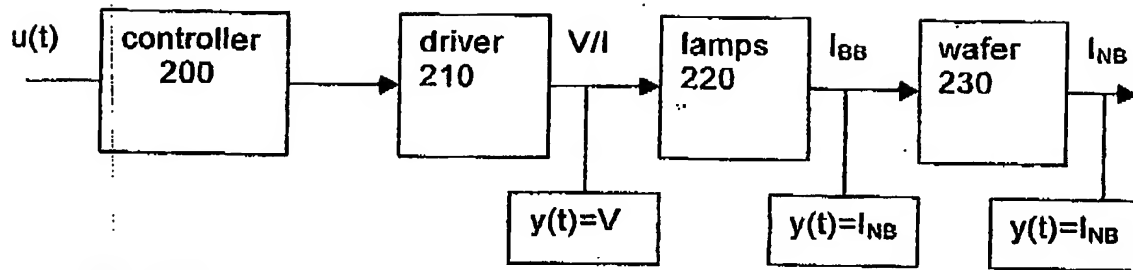 u(t)
controller
200
driver
210
V/I
lamps
220
I_BB
wafer
230
I_NB
y(t)=V
y(t)=I_NB
y(t)=I_NB